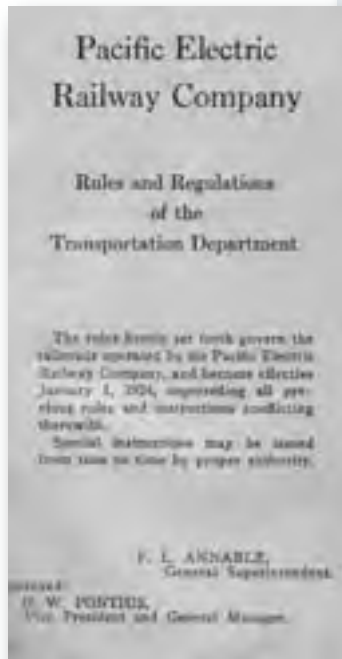 Pacific Electric
Railway Company
Rules and Regulations
of the
Transportation Department
The rules herein set forth govern the
railroads operated by the Pacific Electric
Railway Company, and become effective
January 1, 1924, superseding all pre-
vious rules and instructions conflicting
therewith.
Special instructions may be issued
from time to time by proper authority.
F. L. ANNABLE,
General Superintendent.
D. W. PONTIUS,
Vice President and General Manager.